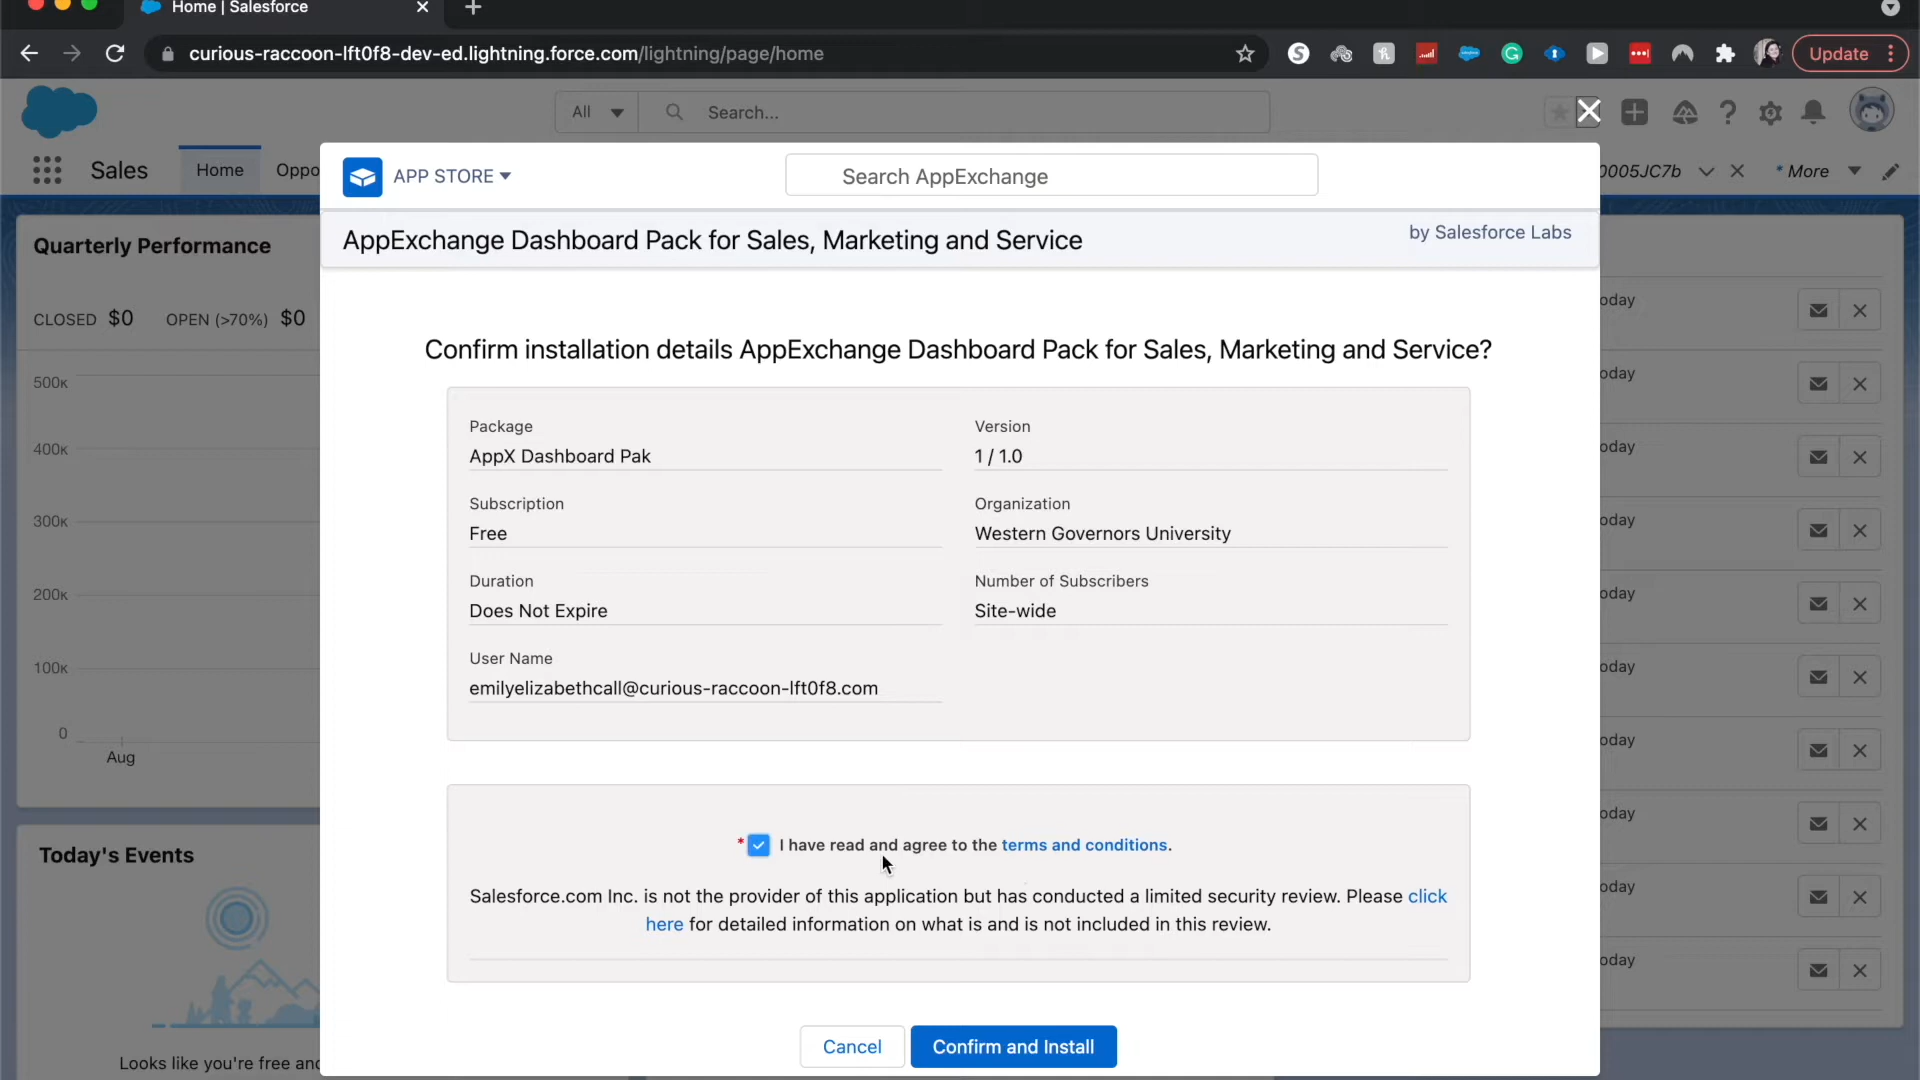 Home | Salesforce
curious-raccoon-lft0f8-dev-ed.lightning.force.com/lightning/page/home
Update
All
Search...
Sales
Home
Oppo
0005JC7b
* More
APP STORE
Search AppExchange
AppExchange Dashboard Pack for Sales, Marketing and Service
by Salesforce Labs
Quarterly Performance
CLOSED $0 OPEN (>70%) $0
500K
400K
300K
200K
100K
0
Aug
Today's Events
Looks like you're free and
Confirm installation details AppExchange Dashboard Pack for Sales, Marketing and Service?
Package
AppX Dashboard Pak
Version
1 / 1.0
Subscription
Free
Organization
Western Governors University
Duration
Does Not Expire
Number of Subscribers
Site-wide
User Name
emilyelizabethcall@curious-raccoon-lft0f8.com
* I have read and agree to the terms and conditions.
Salesforce.com Inc. is not the provider of this application but has conducted a limited security review. Please click
here for detailed information on what is and is not included in this review.
Cancel
Confirm and Install
oday
oday
oday
oday
oday
oday
oday
oday
oday
oday